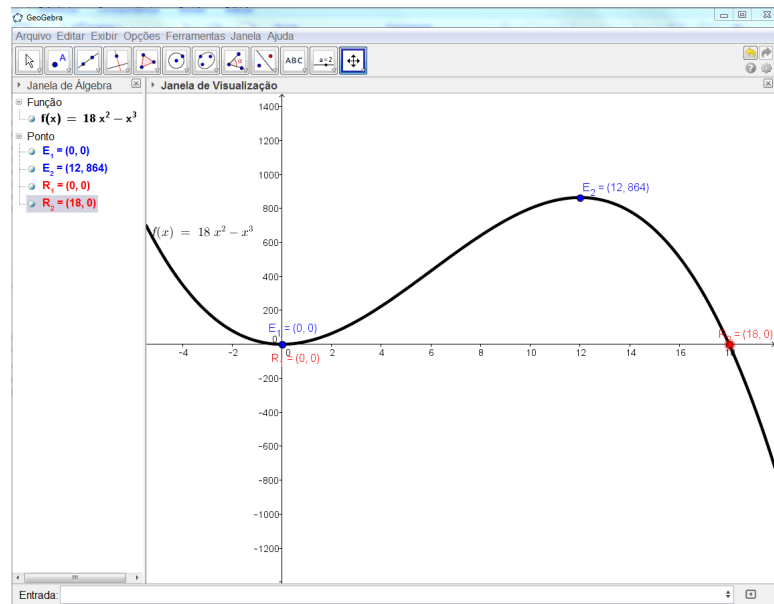 GeoGebra
Arquivo Editar Exibir Opções Ferramentas Janela Ajuda
A
α
ABC
a=2
Janela de Álgebra
Janela de Visualização
Função
f(x) = 18 x² − x³
Ponto
E₁ = (0, 0)
E₂ = (12, 864)
R₁ = (0, 0)
R₂ = (18, 0)
1400
1200
1000
800
600
400
200
0
-200
-400
-600
-800
-1000
-1200
-4 -2 0 2 4 6 8 10 12 14 16 18
E₂ = (12, 864)
f(x) = 18 x² − x³
E₁ = (0, 0)
R₁ = (0, 0)
R₂ = (18, 0)
Entrada: